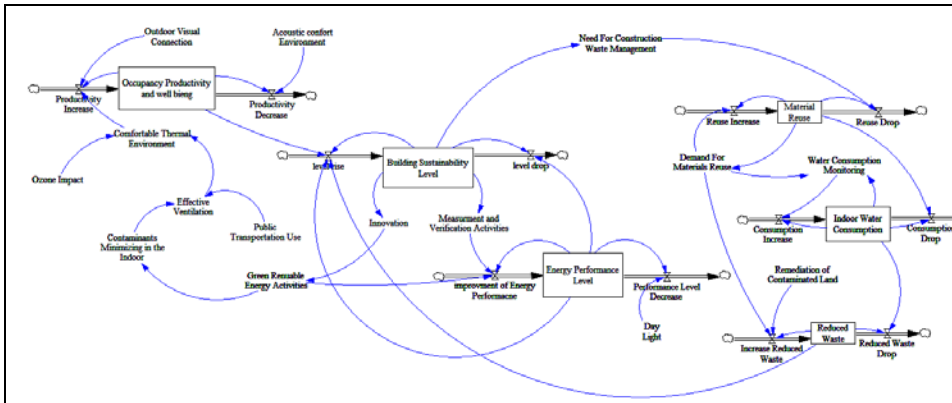 Outdoor Visual
Connection
Acoustic confort
Environment
Need For Construction
Waste Management
Occupancy Productivity
and well bieng
Productivity
Increase
Productivity
Decrease
Material
Reuse
Reuse Increase
Reuse Drop
Comfortable Thermal
Environment
Ozone Impact
level rise
Building Sustainability
Level
level drop
Demand For
Materials Reuse
Water Consumption
Monitoring
Effective
Ventilation
Public
Transportation Use
Contaminants
Minimizing in the
Indoor
Innovation
Measurment and
Verification Activities
Indoor Water
Consumption
Consumption
Increase
Consumption
Drop
Green Renuable
Energy Activities
Improvment of Energy
Performacne
Energy Performance
Level
Performance Level
Decrease
Remediation of
Contaminated Land
Day
Light
Reduced
Waste
Increase Reduced
Waste
Reduced Waste
Drop